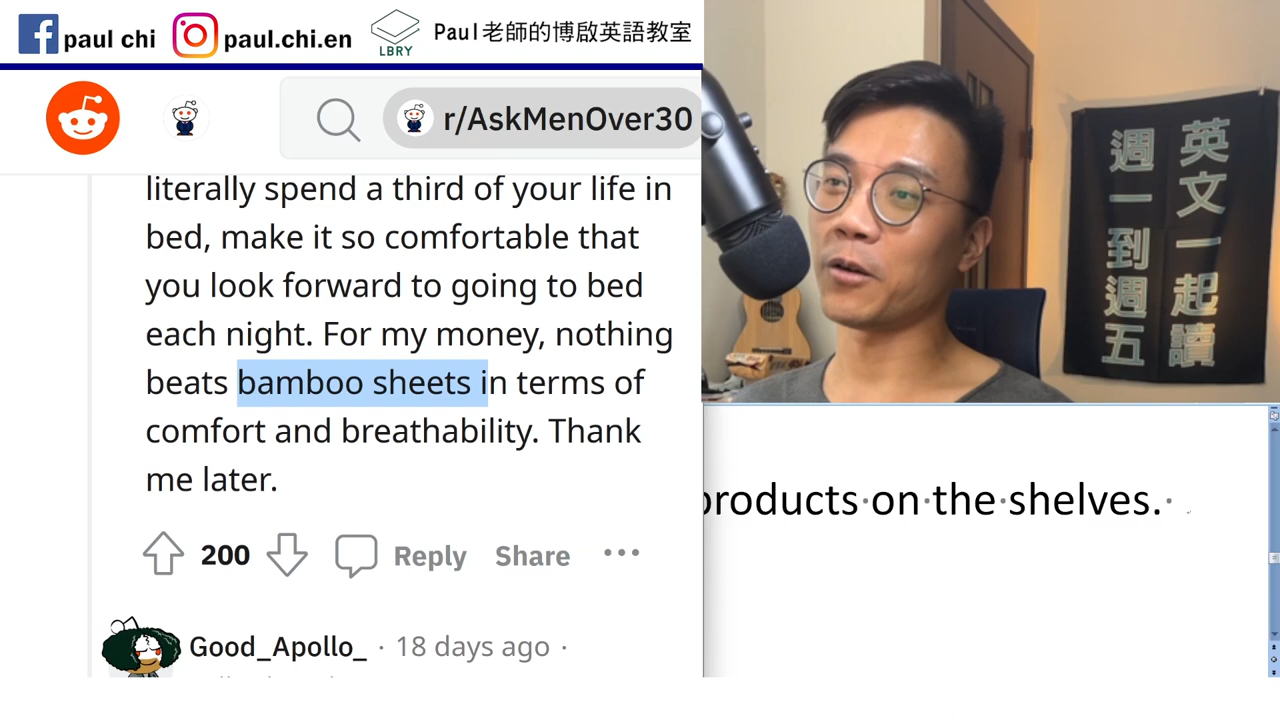 paul chi
paul.chi.en
LBRY
Paul老師的博啟英語教室
r/AskMenOver30
literally spend a third of your life in
bed, make it so comfortable that
you look forward to going to bed
each night. For my money, nothing
beats bamboo sheets in terms of
comfort and breathability. Thank
me later.
200
Reply
Share
Good_Apollo_ · 18 days ago ·
英文一起讀
週一到週五
products on the shelves.